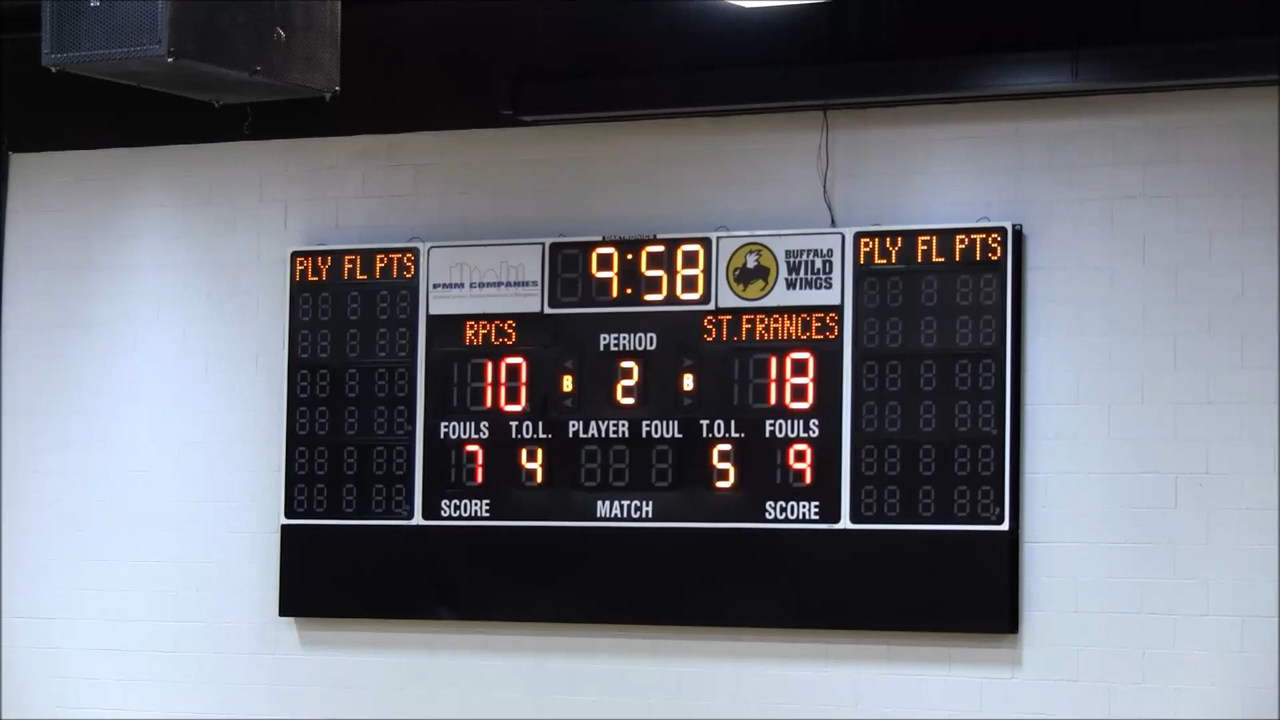 PLY FL PTS
PMM COMPANIES
9:58
BUFFALO
WILD
WINGS
PLY FL PTS
RPCS
PERIOD
ST.FRANCES
10 B 2 B 18
FOULS T.O.L. PLAYER FOUL T.O.L. FOULS
7 4 5 9
SCORE MATCH SCORE